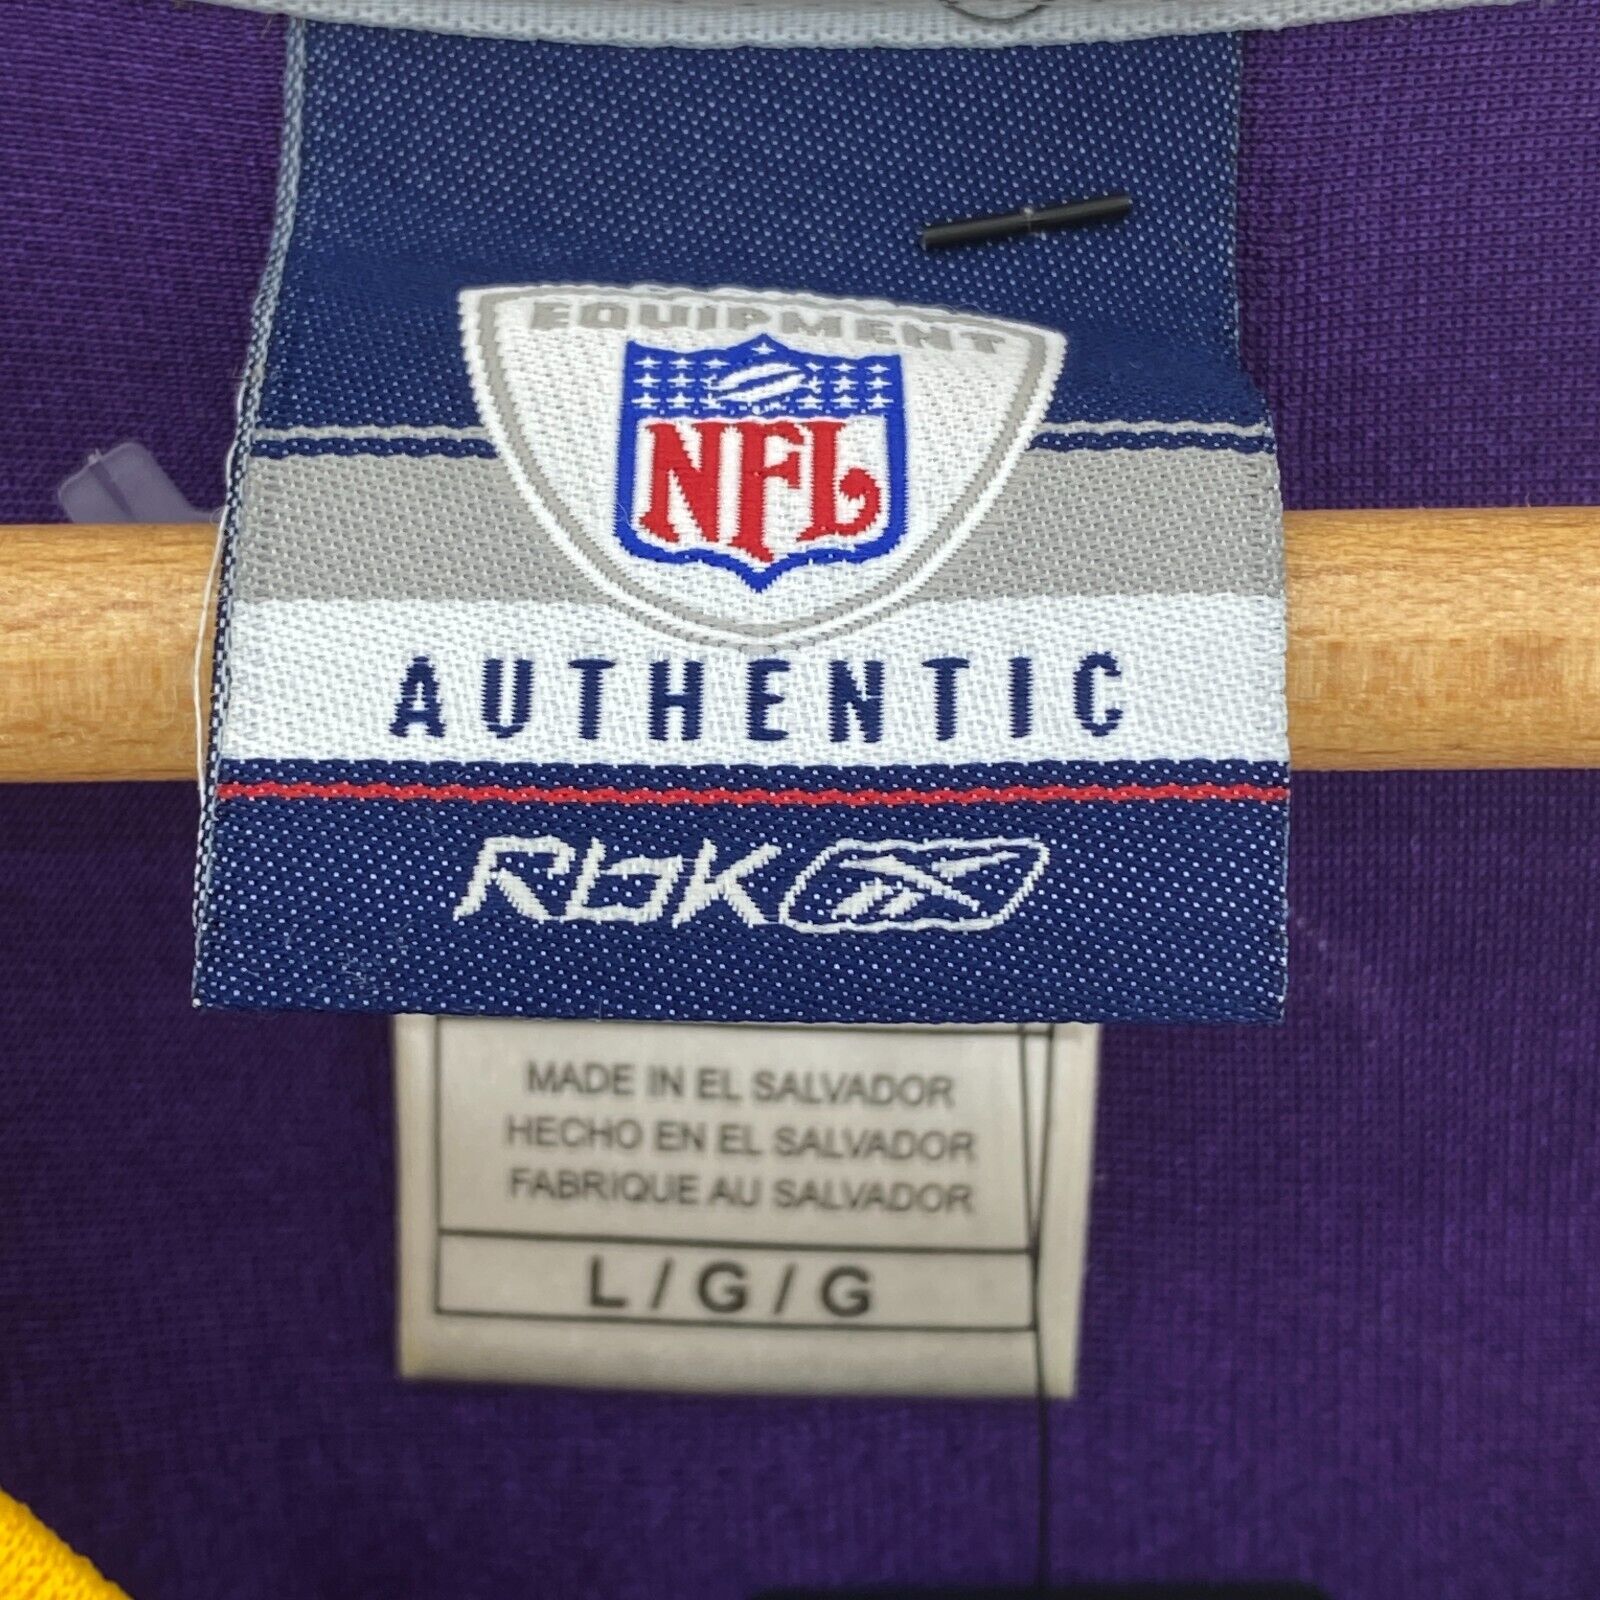 EQUIPMENT
NFL
AUTHENTIC
RBK
MADE IN EL SALVADOR
HECHO EN EL SALVADOR
FABRIQUE AU SALVADOR
L / G / G